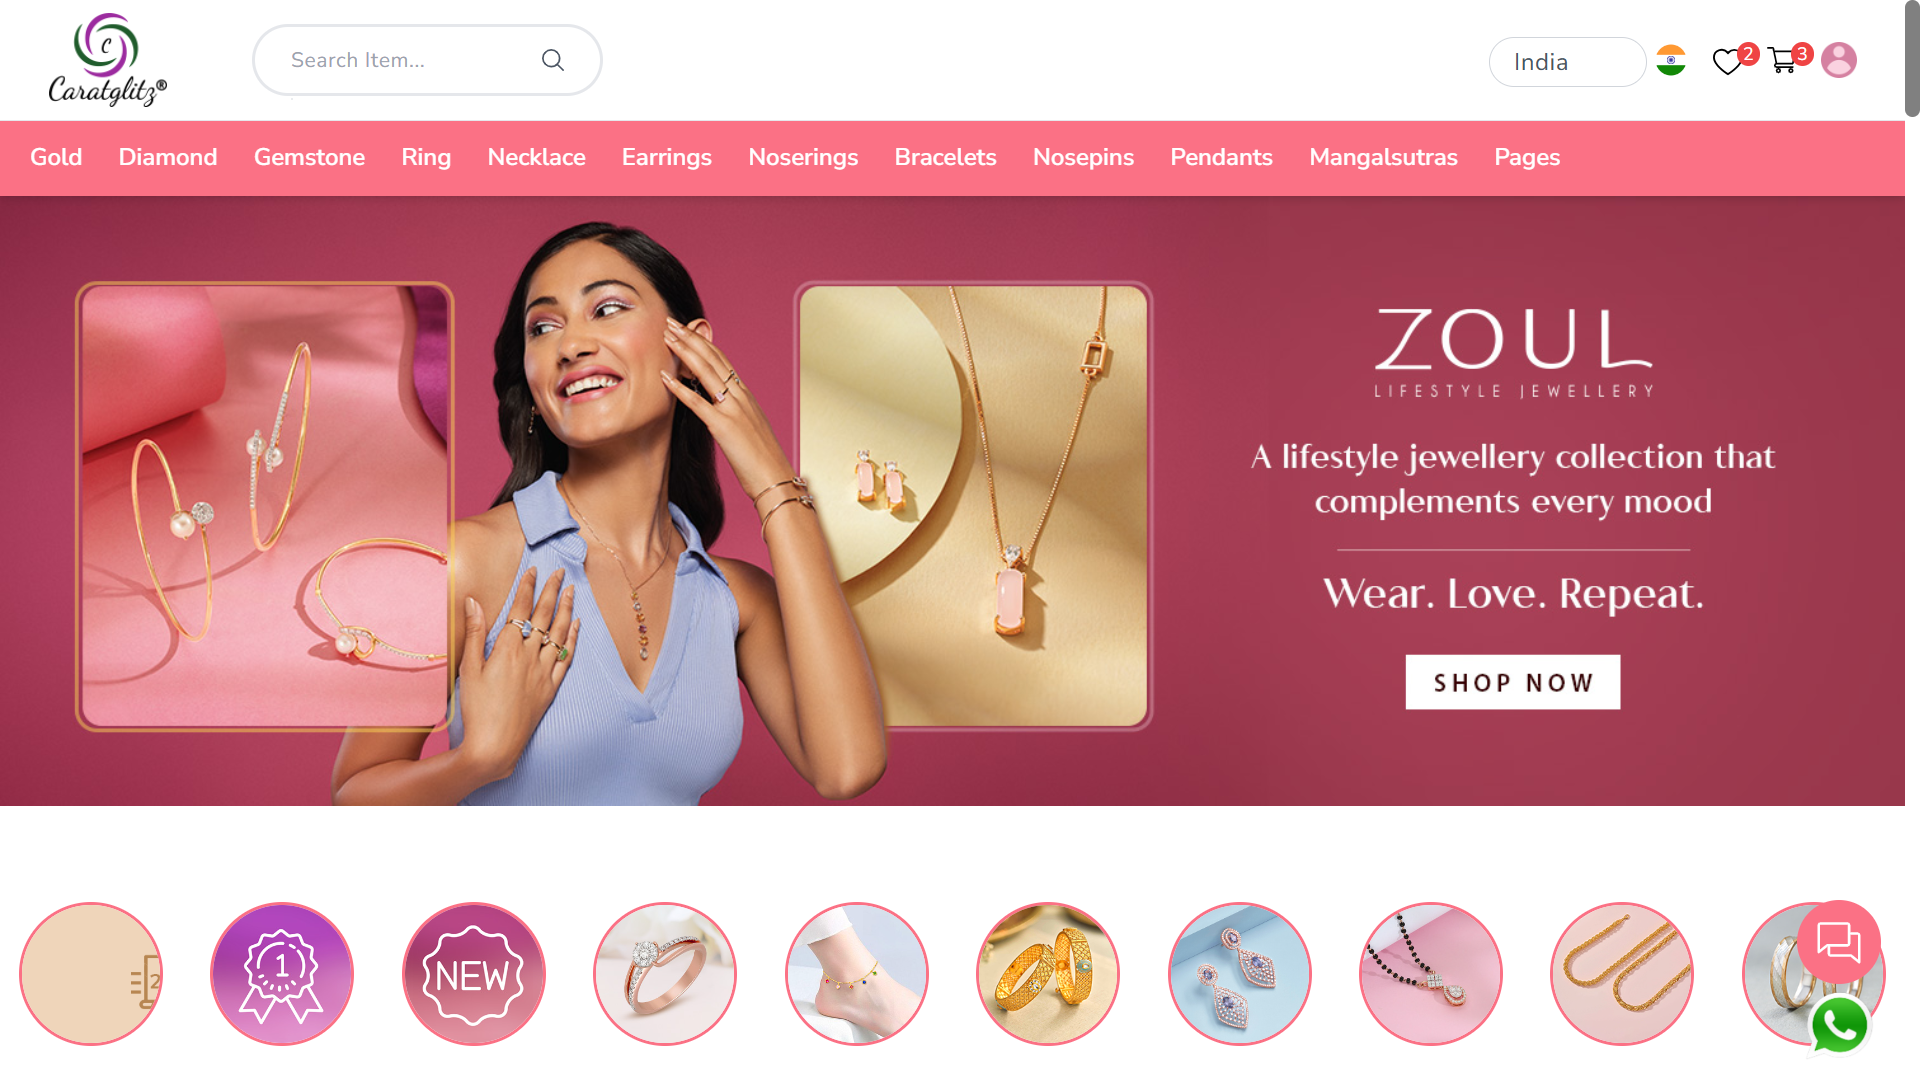 C
Caratglitz®
Search Item...
India
2
3
Gold
Diamond
Gemstone
Ring
Necklace
Earrings
Noserings
Bracelets
Nosepins
Pendants
Mangalsutras
Pages
ZOUL
LIFESTYLE JEWELLERY
A lifestyle jewellery collection that
complements every mood
Wear. Love. Repeat.
SHOP NOW
2
1
NEW